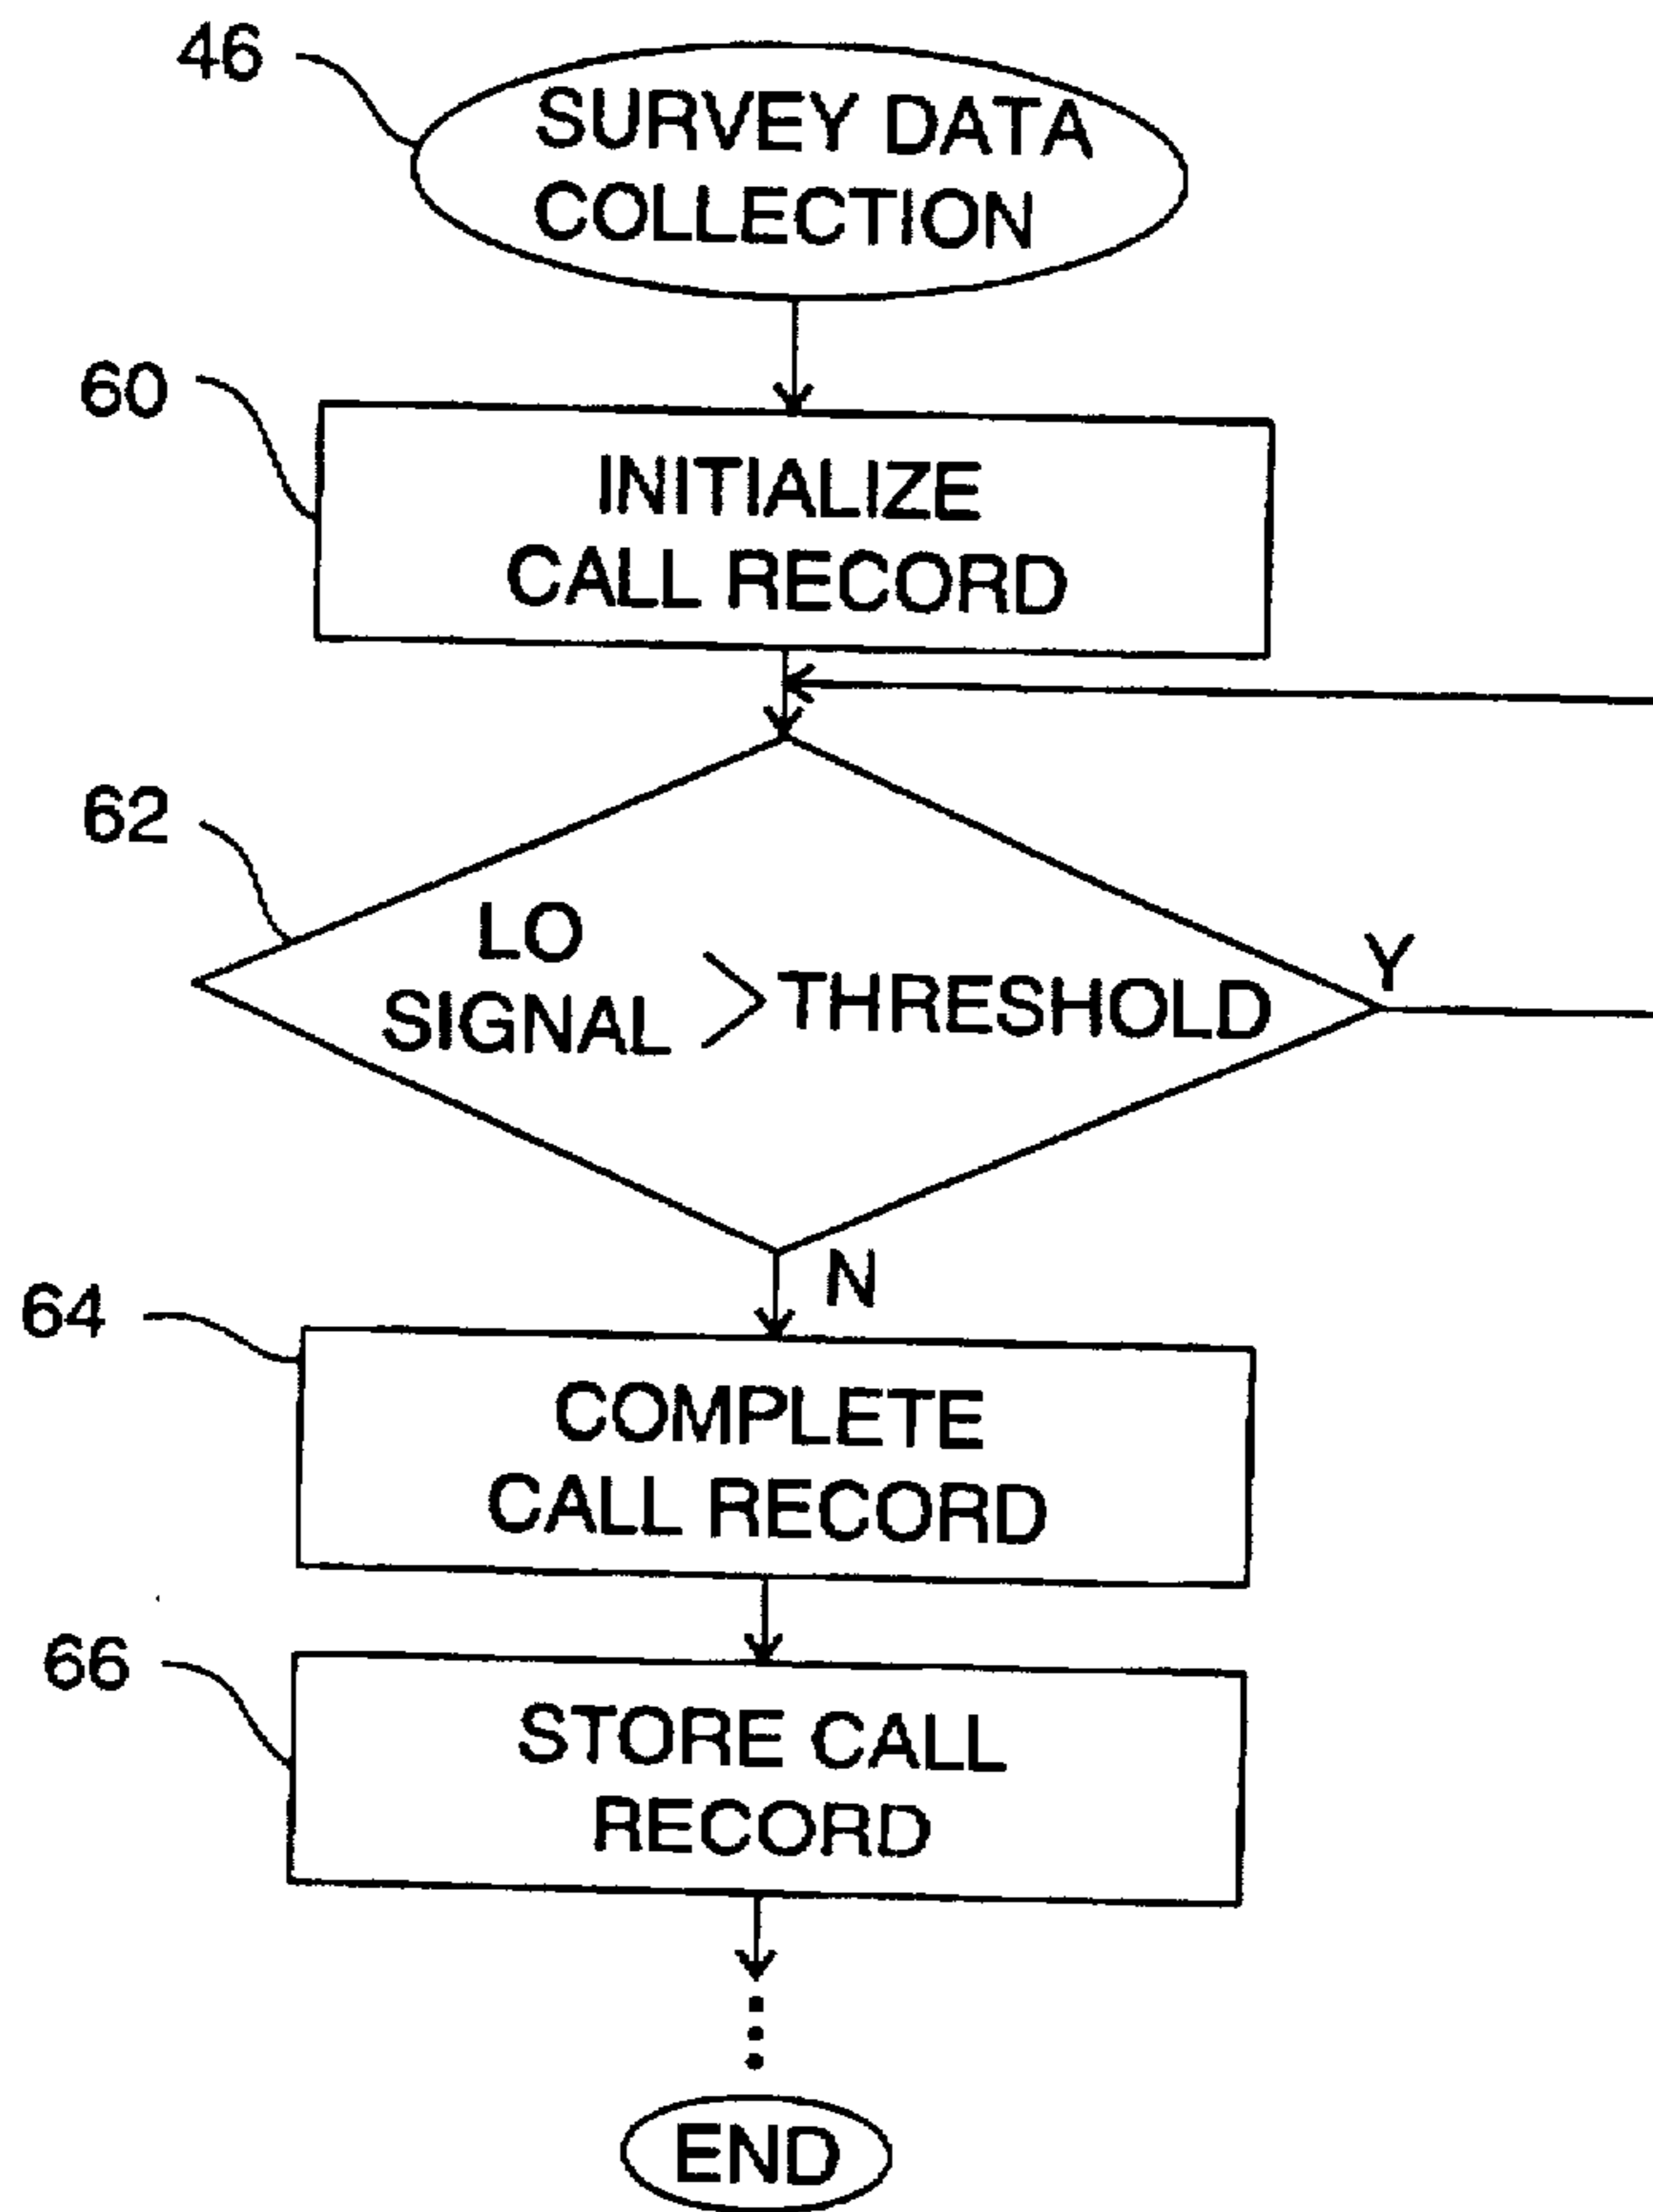 46
SURVEY DATA
COLLECTION
60
INITIALIZE
CALL RECORD
62
LO
SIGNAL > THRESHOLD
Y
N
64
COMPLETE
CALL RECORD
66
STORE CALL
RECORD
END